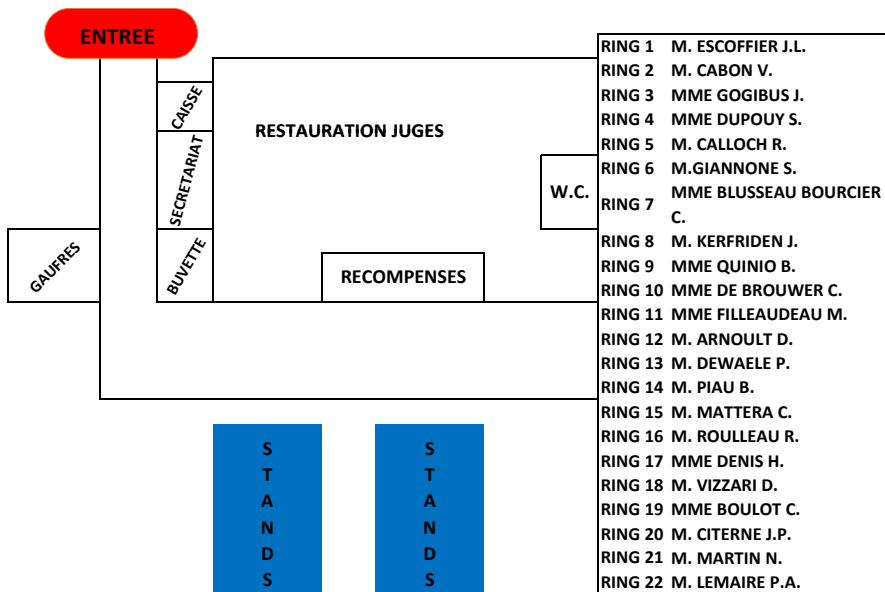 ENTREE
CAISSE
SECRETARIAT
BUVETTE
GAUFRES
RESTAURATION JUGES
W.C.
RECOMPENSES
RING 1 M. ESCOFFIER J.L.
RING 2 M. CABON V.
RING 3 MME GOGIBUS J.
RING 4 MME DUPOUY S.
RING 5 M. CALLOCH R.
RING 6 M.GIANNONE S.
RING 7 MME BLUSSEAU BOURCIER
C.
RING 8 M. KERFRIDEN J.
RING 9 MME QUINIO B.
RING 10 MME DE BROUWER C.
RING 11 MME FILLEAUDEAU M.
RING 12 M. ARNOULT D.
RING 13 M. DEWAELE P.
RING 14 M. PIAU B.
RING 15 M. MATTERA C.
RING 16 M. ROULLEAU R.
RING 17 MME DENIS H.
RING 18 M. VIZZARI D.
RING 19 MME BOULOT C.
RING 20 M. CITERNE J.P.
RING 21 M. MARTIN N.
RING 22 M. LEMAIRE P.A.
STANDS
STANDS